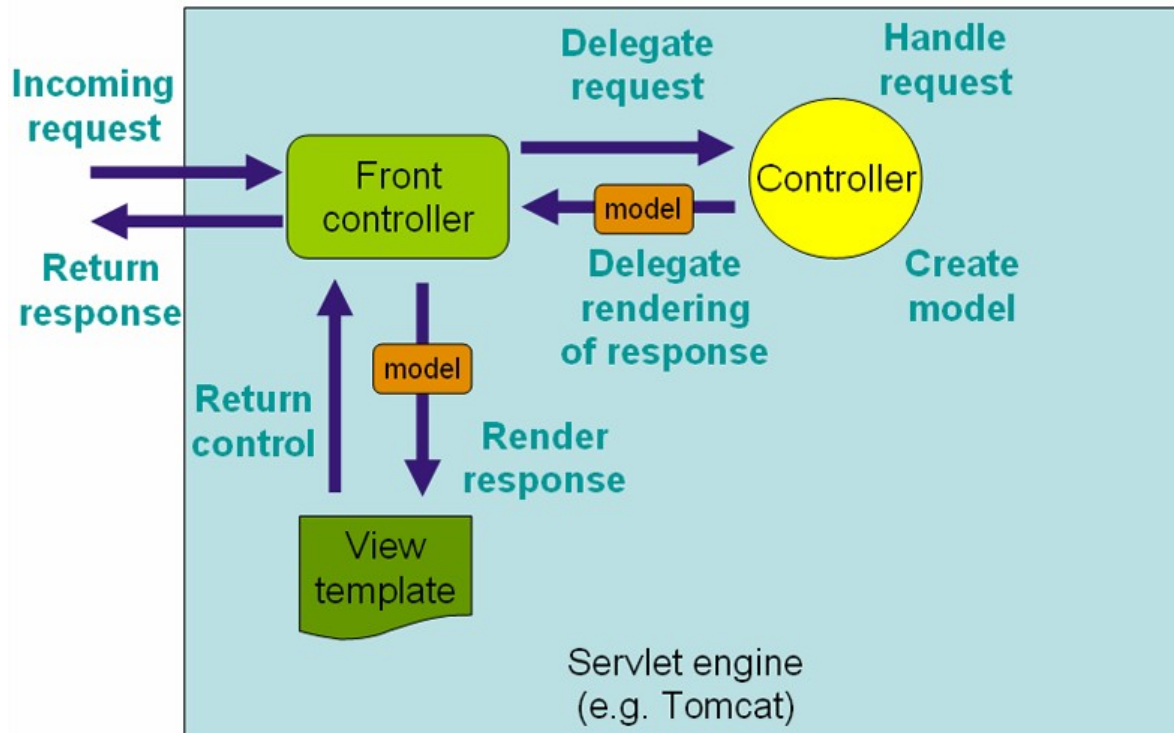 Incoming
request
Return
response
Front
controller
Delegate
request
Handle
request
Controller
model
Delegate
rendering
of response
Create
model
Return
control
model
Render
response
View
template
Servlet engine
(e.g. Tomcat)